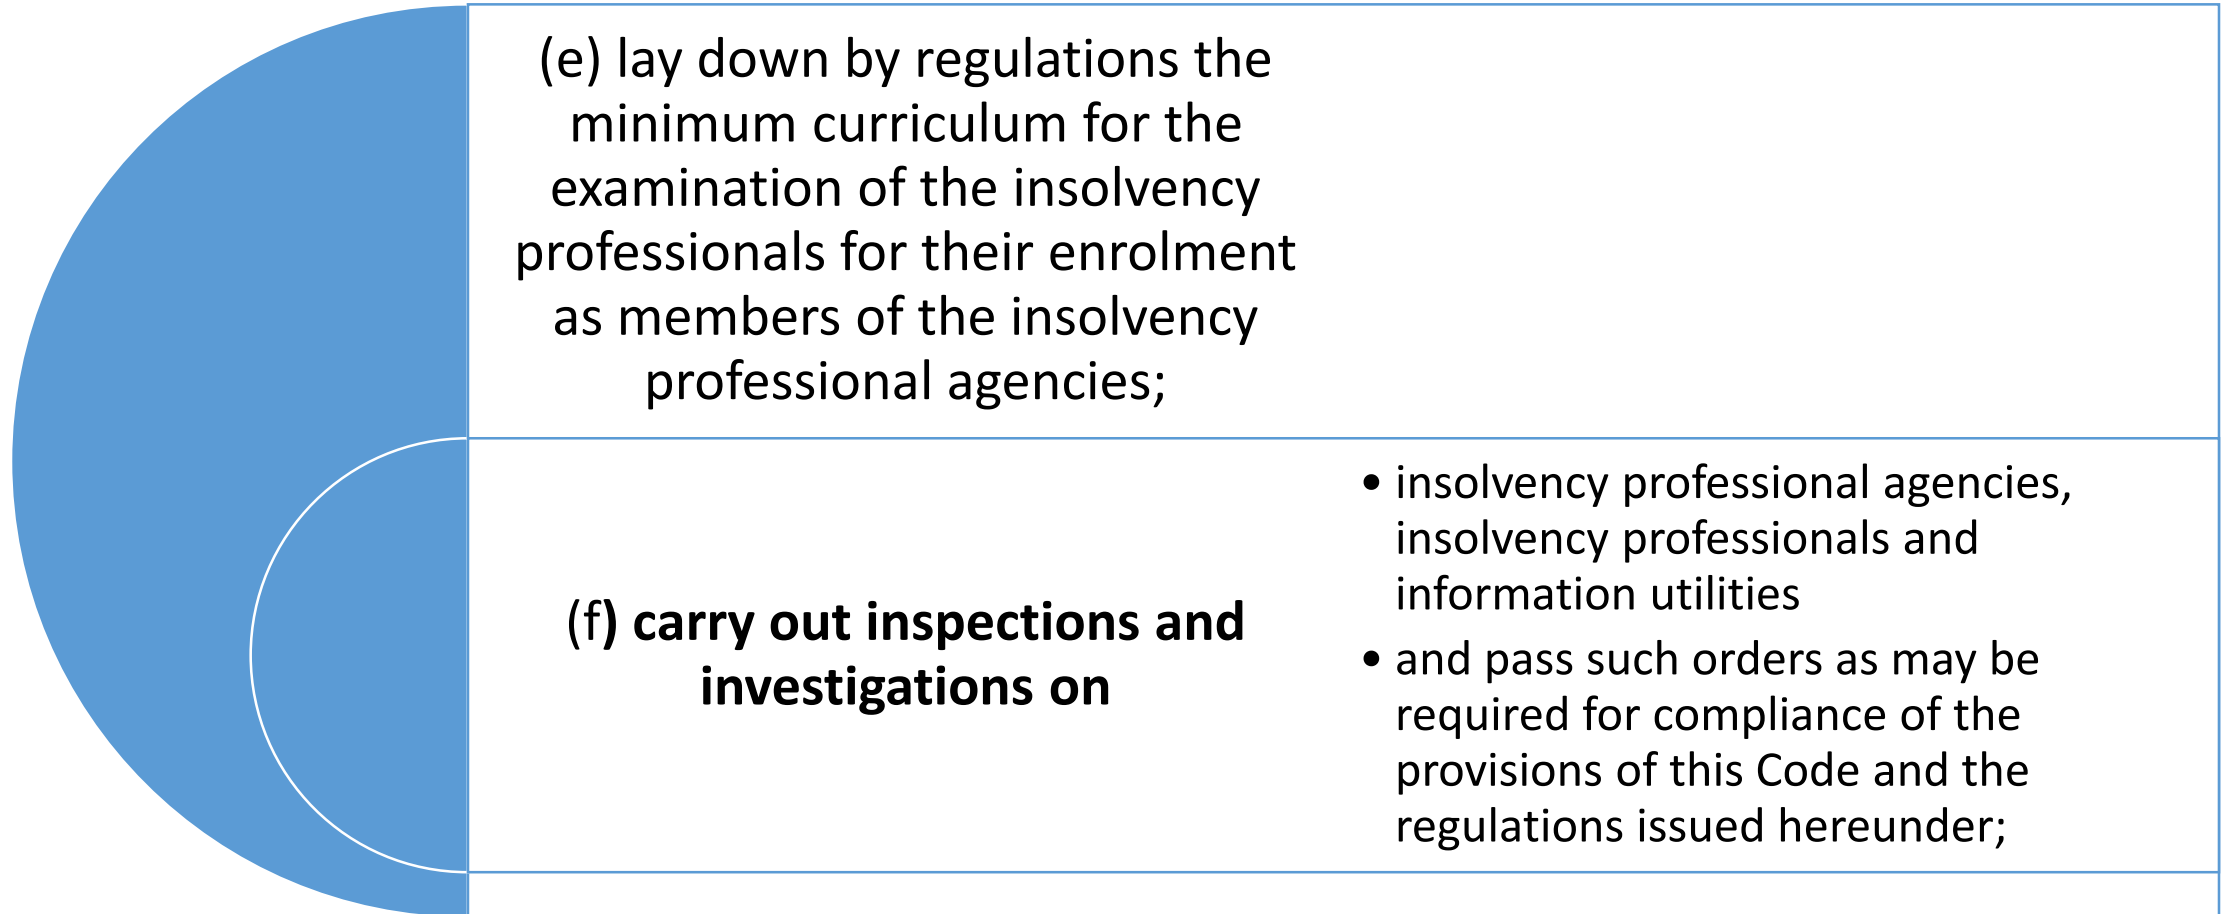 (e) lay down by regulations the
minimum curriculum for the
examination of the insolvency
professionals for their enrolment
as members of the insolvency
professional agencies;
(f) carry out inspections and
investigations on
• insolvency professional agencies,
insolvency professionals and
information utilities
• and pass such orders as may be
required for compliance of the
provisions of this Code and the
regulations issued hereunder;